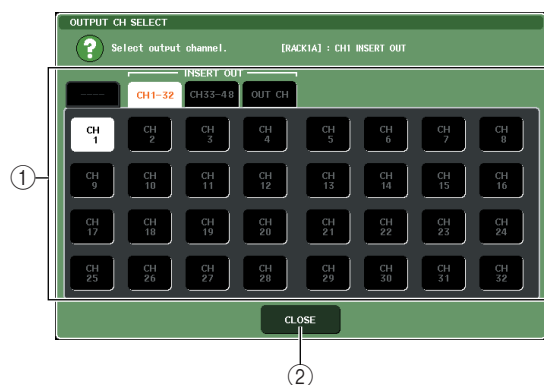 OUTPUT CH SELECT
?
Select output channel. [RACK1A] : CH1 INSERT OUT
INSERT OUT
---- CH1-32 CH33-48 OUT CH
CH 1 CH 2 CH 3 CH 4 CH 5 CH 6 CH 7 CH 8
CH 9 CH 10 CH 11 CH 12 CH 13 CH 14 CH 15 CH 16
CH 17 CH 18 CH 19 CH 20 CH 21 CH 22 CH 23 CH 24
CH 25 CH 26 CH 27 CH 28 CH 29 CH 30 CH 31 CH 32
CLOSE
①
②